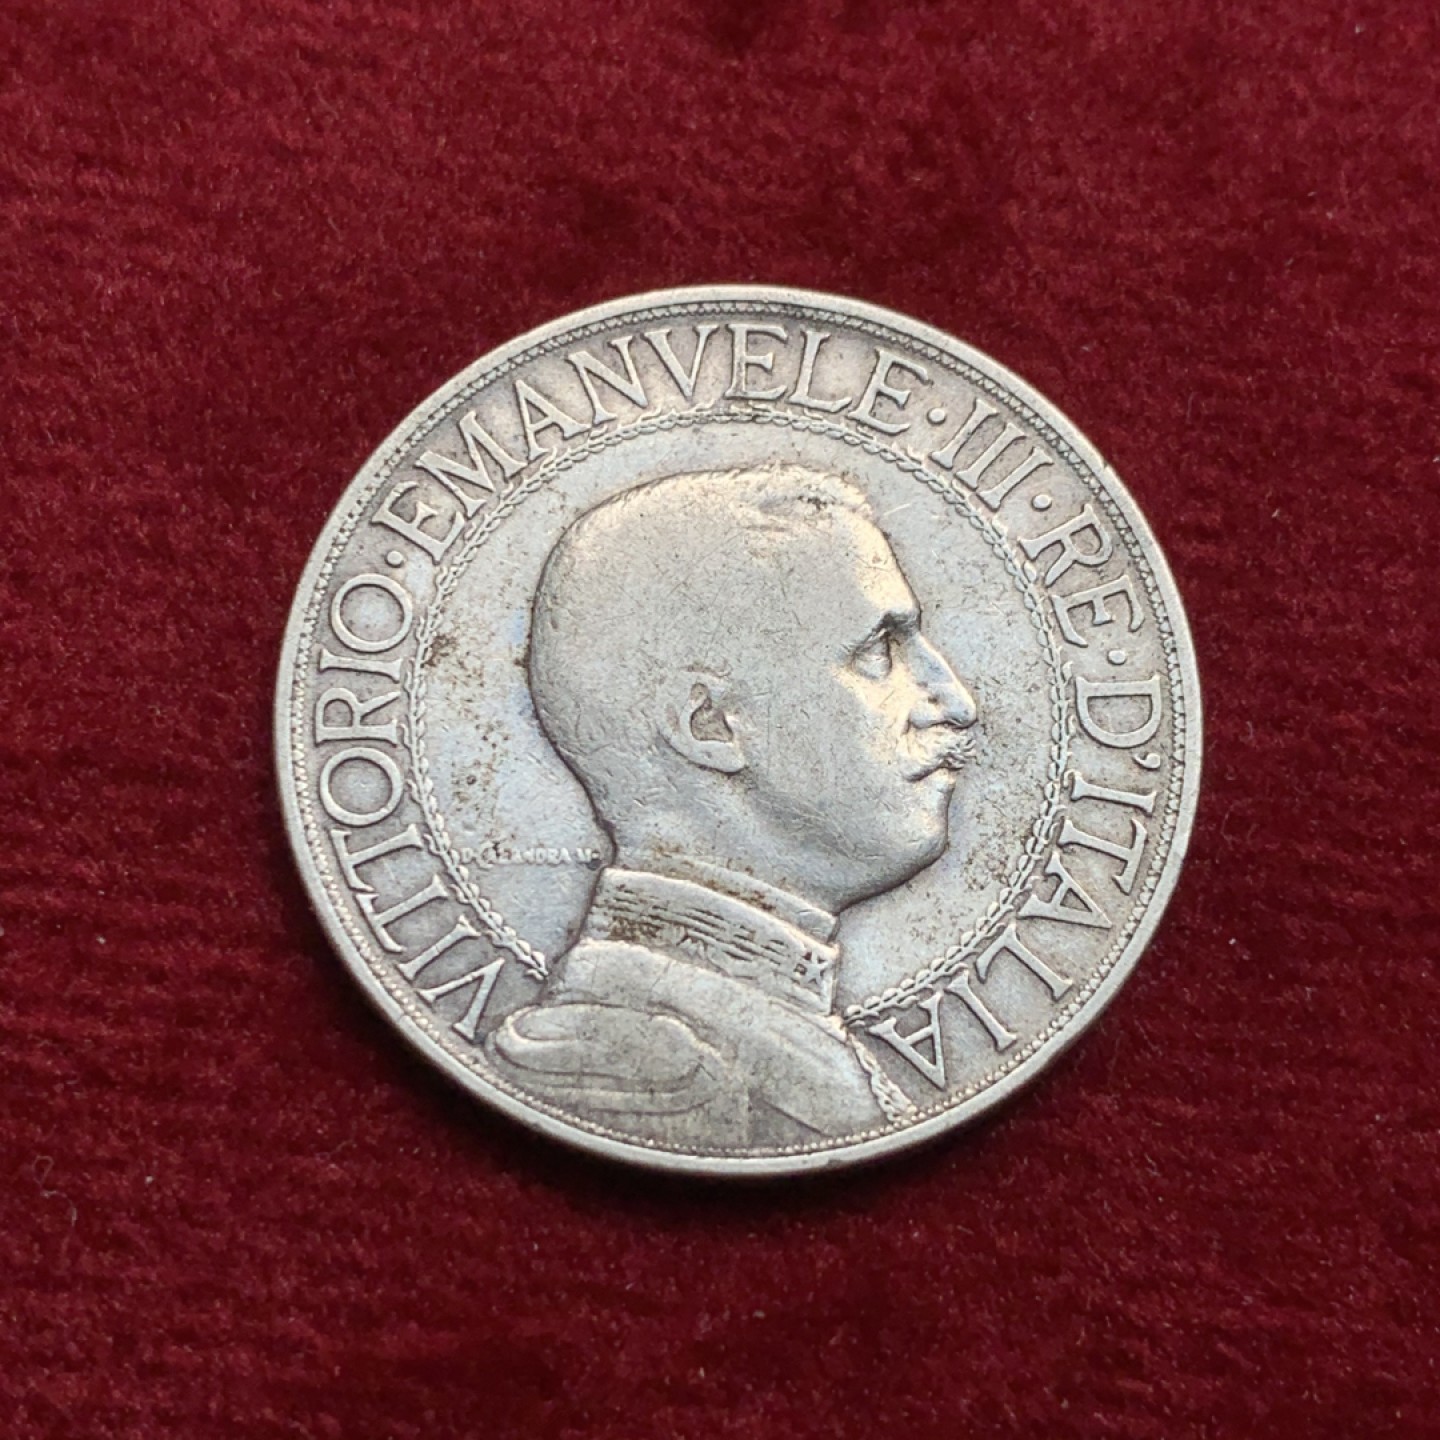 VITTORIO · EMANVELE · III · RE · D'ITALIA
D. CALANDRA M.